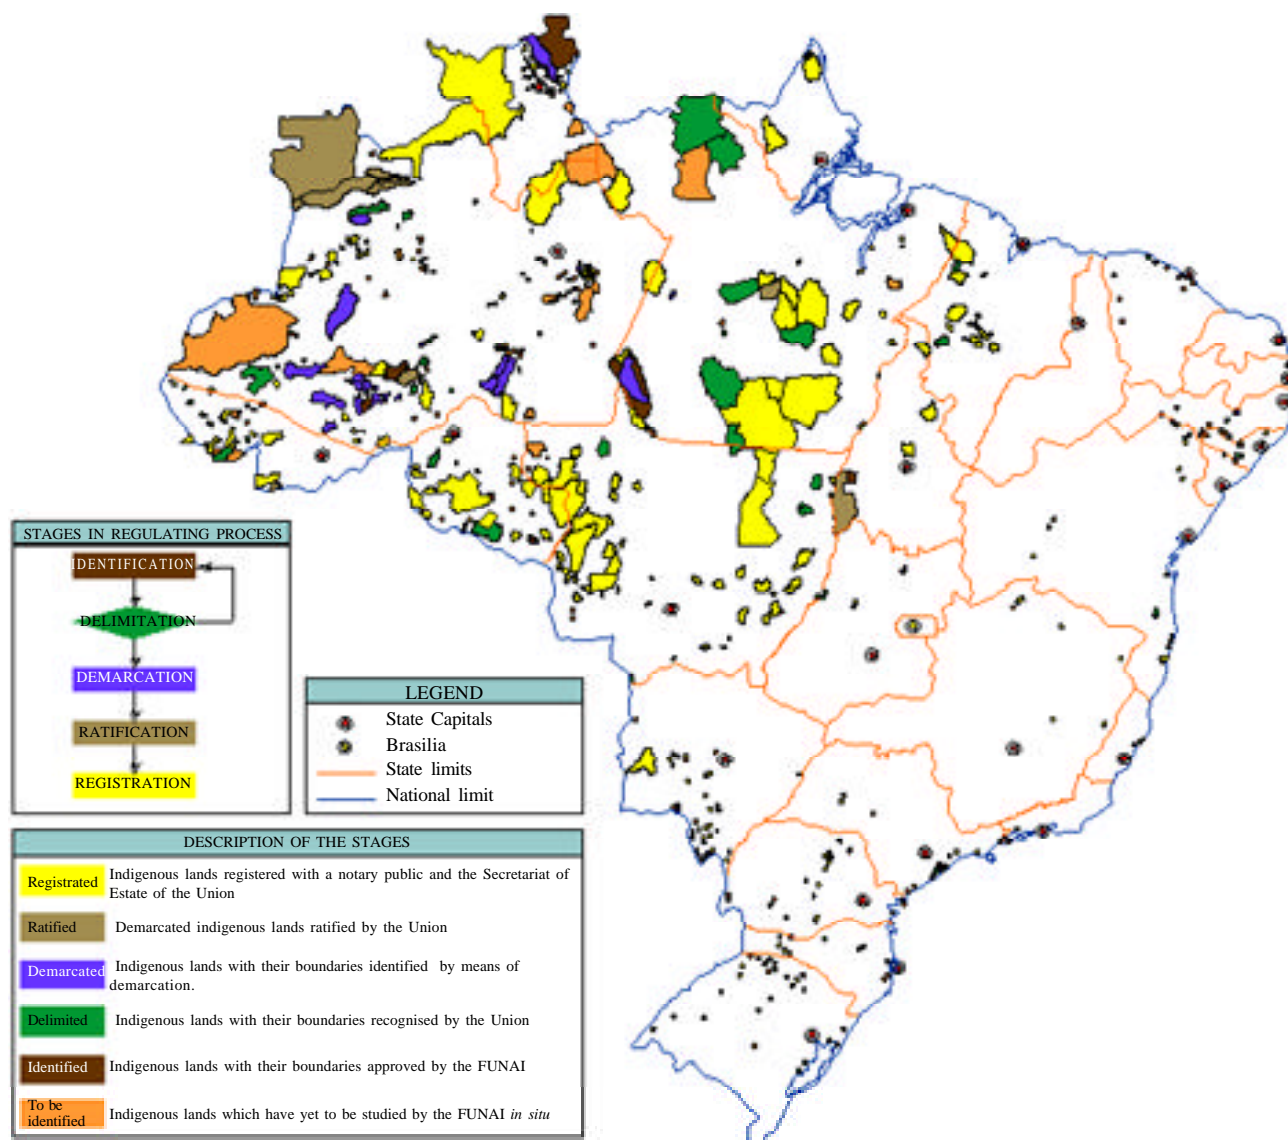 STAGES IN REGULATING PROCESS
IDENTIFICATION
DELIMITATION
DEMARCATION
RATIFICATION
REGISTRATION
LEGEND
State Capitals
Brasilia
State limits
National limit
DESCRIPTION OF THE STAGES
Registrated
Indigenous lands registered with a notary public and the Secretariat of
Estate of the Union
Ratified
Demarcated indigenous lands ratified by the Union
Demarcated
Indigenous lands with their boundaries identified by means of
demarcation.
Delimited
Indigenous lands with their boundaries recognised by the Union
Identified
Indigenous lands with their boundaries approved by the FUNAI
To be
identified
Indigenous lands which have yet to be studied by the FUNAI in situ